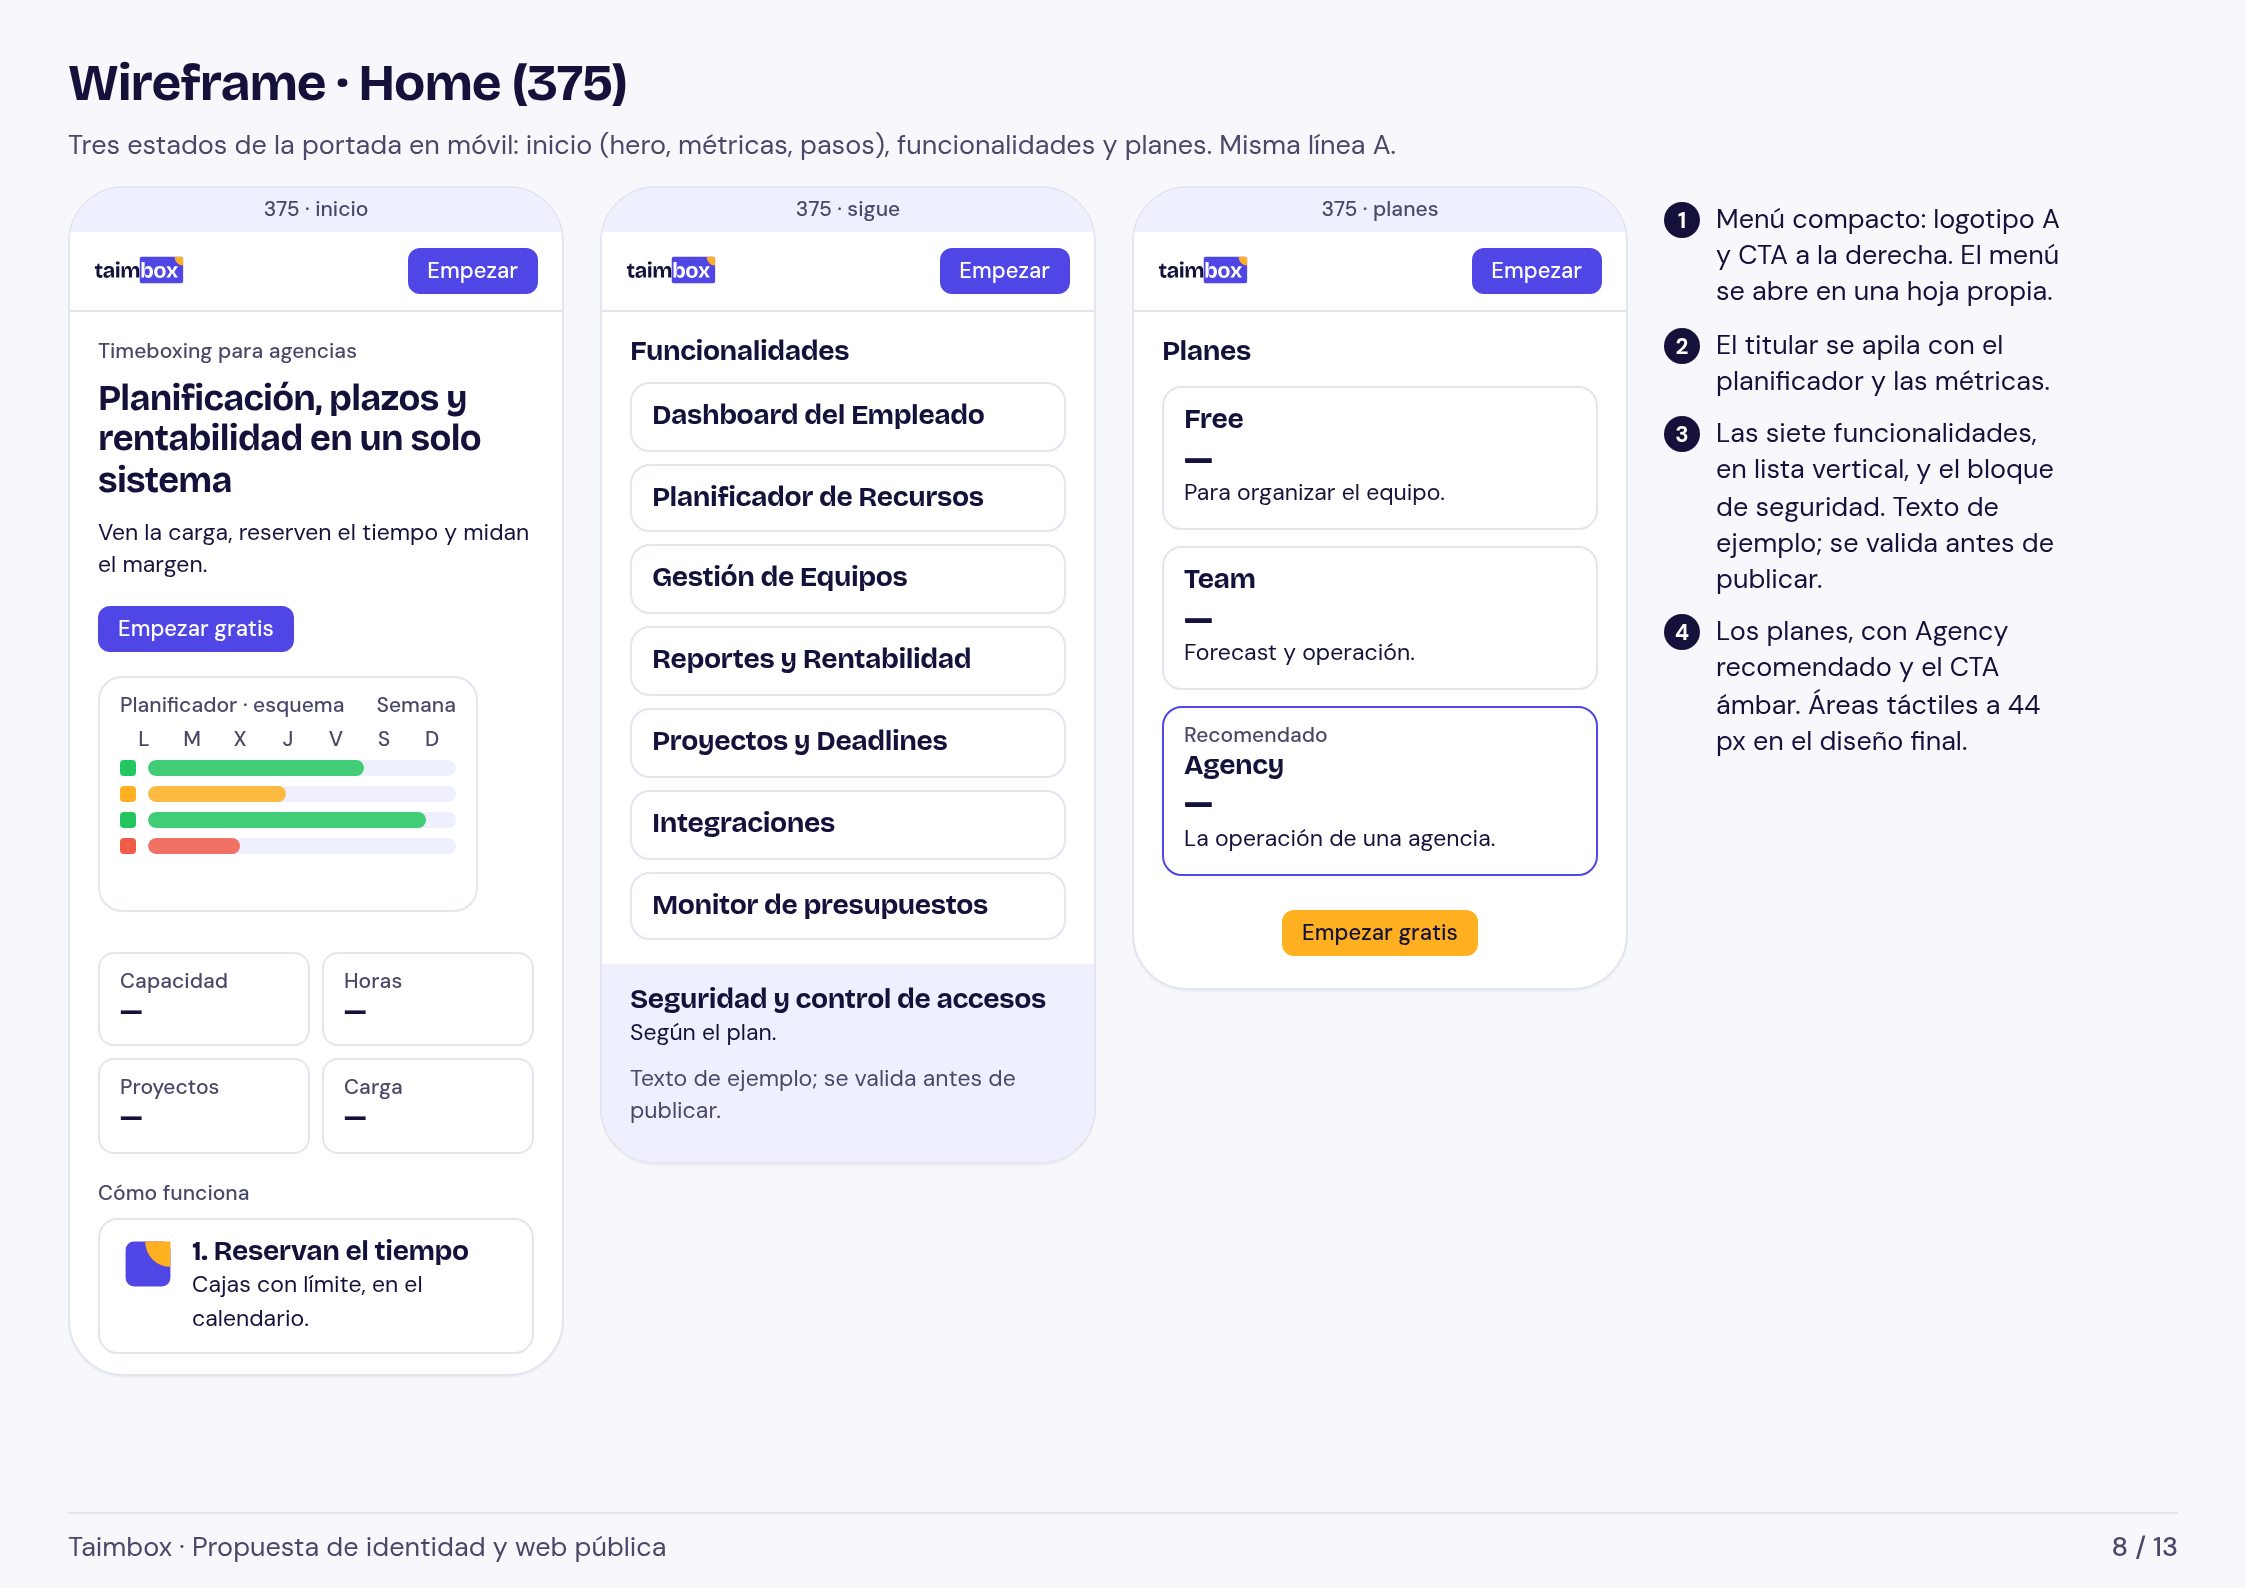 Wireframe · Home (375)
Tres estados de la portada en móvil: inicio (hero, métricas, pasos), funcionalidades y planes. Misma línea A.
375 · inicio
taimbox
Empezar
Timeboxing para agencias
Planificación, plazos y
rentabilidad en un solo
sistema
Ven la carga, reserven el tiempo y midan
el margen.
Empezar gratis
Planificador · esquema Semana
L M X J V S D
Capacidad
—
Horas
—
Proyectos
—
Carga
—
Cómo funciona
1. Reservan el tiempo
Cajas con límite, en el
calendario.
375 · sigue
taimbox
Empezar
Funcionalidades
Dashboard del Empleado
Planificador de Recursos
Gestión de Equipos
Reportes y Rentabilidad
Proyectos y Deadlines
Integraciones
Monitor de presupuestos
Seguridad y control de accesos
Según el plan.
Texto de ejemplo; se valida antes de
publicar.
375 · planes
taimbox
Empezar
Planes
Free
—
Para organizar el equipo.
Team
—
Forecast y operación.
Recomendado
Agency
—
La operación de una agencia.
Empezar gratis
1 Menú compacto: logotipo A
y CTA a la derecha. El menú
se abre en una hoja propia.
2 El titular se apila con el
planificador y las métricas.
3 Las siete funcionalidades,
en lista vertical, y el bloque
de seguridad. Texto de
ejemplo; se valida antes de
publicar.
4 Los planes, con Agency
recomendado y el CTA
ámbar. Áreas táctiles a 44
px en el diseño final.
Taimbox · Propuesta de identidad y web pública
8 / 13